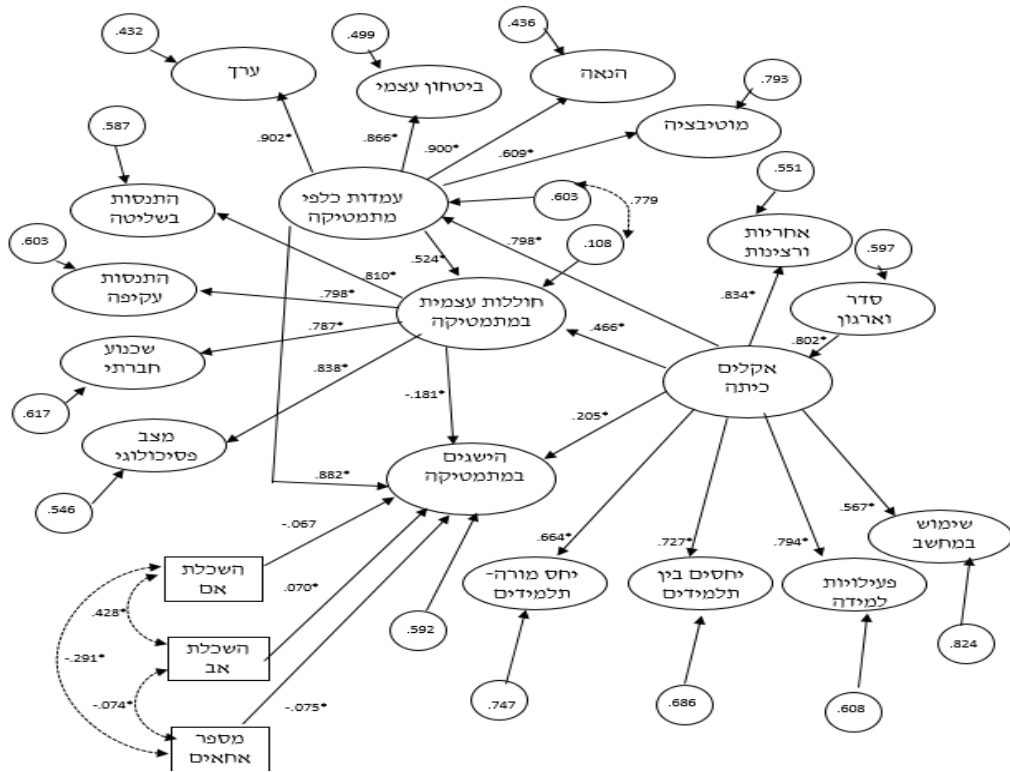 .432
ערך
.499
ביטחון עצמי
.436
הנאה
.793
מוטיבציה
.902*
.866*
.900*
.609*
.587
התנסות
בשליטה
עמדות כלפי
מתמטיקה
.603
.779
.551
אחריות
ורצינות
.603
התנסות
עקיפה
.810*
.798*
.524*
.108
.798*
.597
סדר
וארגון
.834*
.802*
חוללות עצמית
במתמטיקה
.787*
.466*
שכנוע
חברתי
.617
.838*
-.181*
אקלים
כיתה
.205*
מצב
פסיכולוגי
.546
הישגים
במתמטיקה
.882*
-.067
.070*
-.075*
.592
.664*
.727*
.794*
.567*
יחס מורה-
תלמידים
יחסים בין
תלמידים
פעילויות
למידה
שימוש
במחשב
.747
.686
.608
.824
השכלת
אם
.428*
-.291*
השכלת
אב
-.074*
מספר
אחאים